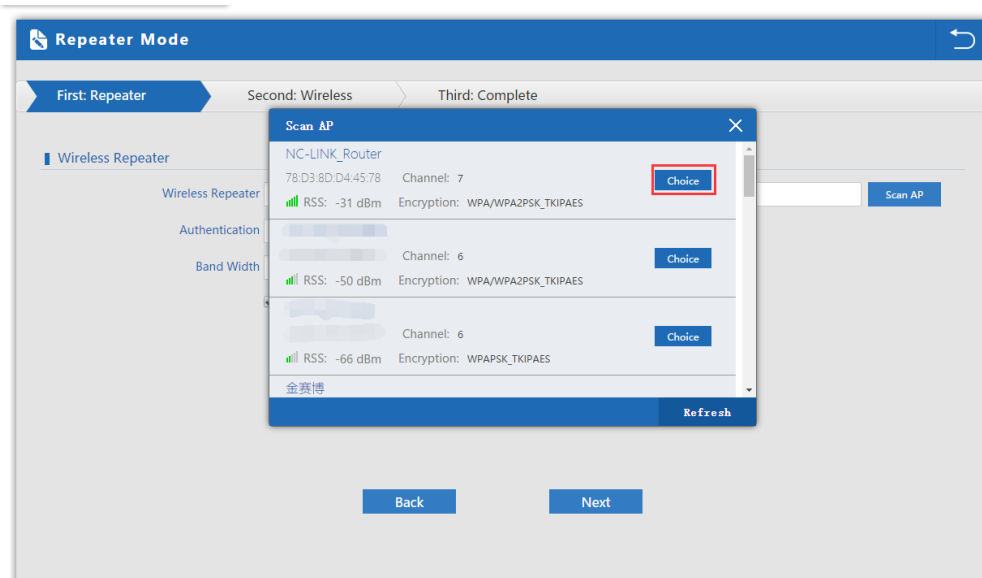 Repeater Mode
First: Repeater
Second: Wireless
Third: Complete
Scan AP
Wireless Repeater
NC-LINK_Router
78:D3:8D:D4:45:78 Channel: 7
Choice
RSS: -31 dBm Encryption: WPA/WPA2PSK_TKIPAES
Wireless Repeater
Scan AP
Authentication
Channel: 6
Choice
Band Width
RSS: -50 dBm Encryption: WPA/WPA2PSK_TKIPAES
Channel: 6
Choice
RSS: -66 dBm Encryption: WPAPSK_TKIPAES
金赛博
Refresh
Back
Next